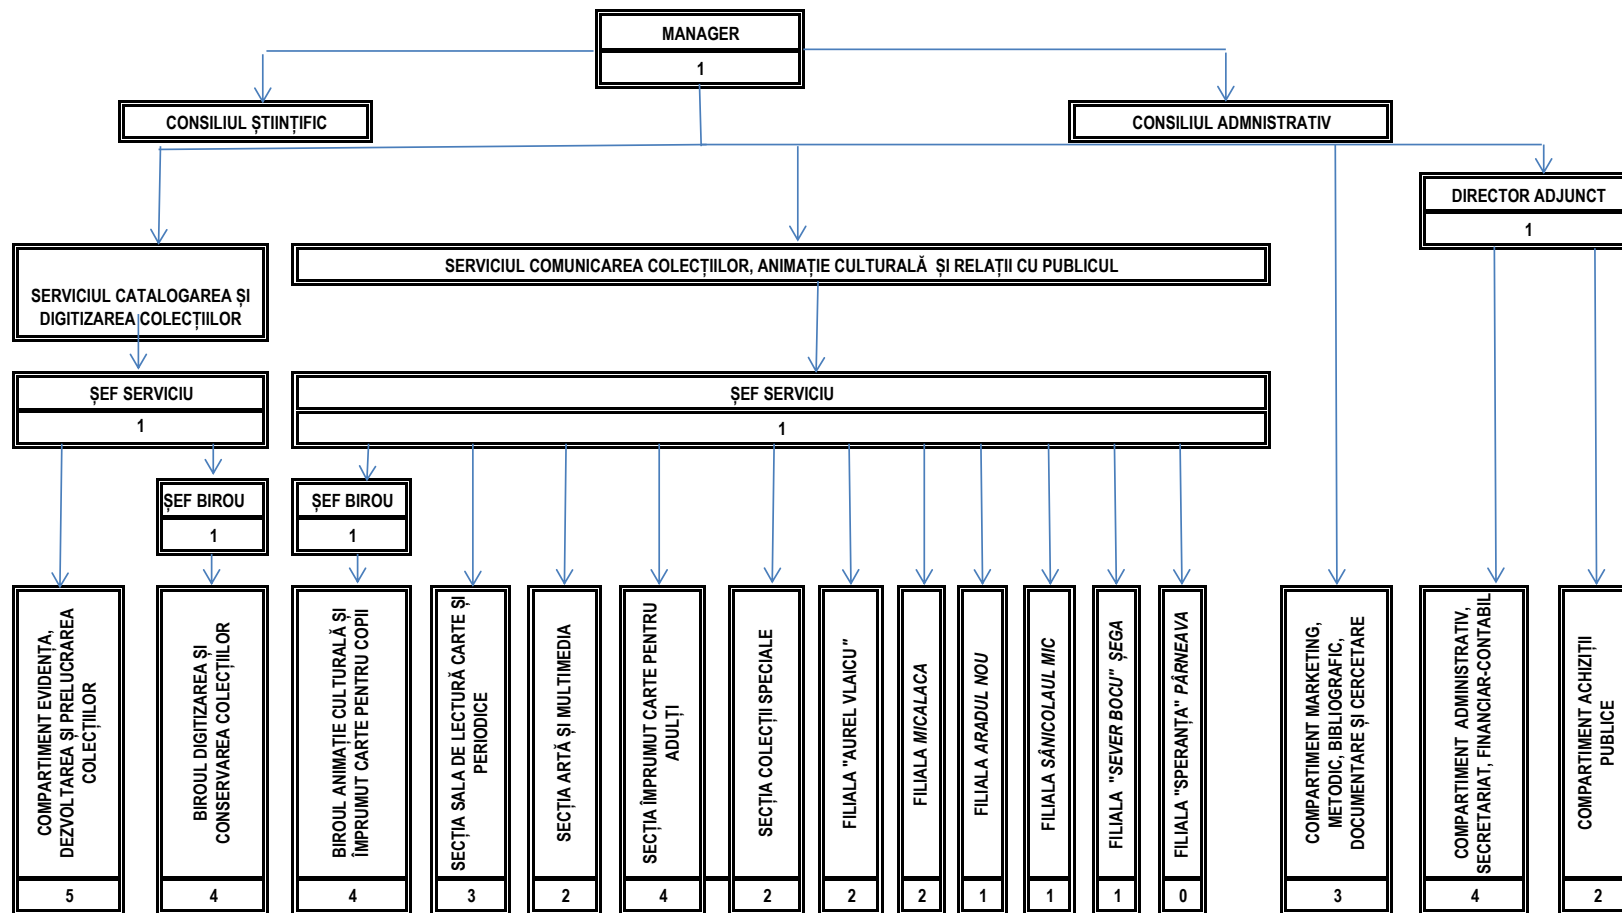 MANAGER
1
CONSILIUL ȘTIINȚIFIC
CONSILIUL ADMNISTRATIV
DIRECTOR ADJUNCT
1
SERVICIUL CATALOGAREA ȘI
DIGITIZAREA COLECȚIILOR
SERVICIUL COMUNICAREA COLECȚIILOR, ANIMAȚIE CULTURALĂ ȘI RELAȚII CU PUBLICUL
ȘEF SERVICIU
1
ȘEF SERVICIU
1
ȘEF BIROU
1
ȘEF BIROU
1
COMPARTIMENT EVIDENȚA,
DEZVOLTAREA ȘI PRELUCRAREA
COLECȚIILOR
5
BIROUL DIGITIZAREA ȘI
CONSERVAREA COLECȚIILOR
4
BIROUL ANIMAȚIE CULTURALĂ ȘI
ÎMPRUMUT CARTE PENTRU COPII
4
SECȚIA SALA DE LECTURĂ CARTE ȘI
PERIODICE
3
SECȚIA ARTĂ ȘI MULTIMEDIA
2
SECȚIA ÎMPRUMUT CARTE PENTRU
ADULȚI
4
SECȚIA COLECȚII SPECIALE
2
FILIALA "AUREL VLAICU"
2
FILIALA MICALACA
2
FILIALA ARADUL NOU
1
FILIALA SÂNICOLAUL MIC
1
FILIALA "SEVER BOCU" ȘEGA
1
FILIALA "SPERANȚA" PÂRNEAVA
0
COMPARTIMENT MARKETING,
METODIC, BIBLIOGRAFIC,
DOCUMENTARE ȘI CERCETARE
3
COMPARTIMENT ADMINISTRATIV,
SECRETARIAT, FINANCIAR-CONTABIL
4
COMPARTIMENT ACHIZIȚII
PUBLICE
2